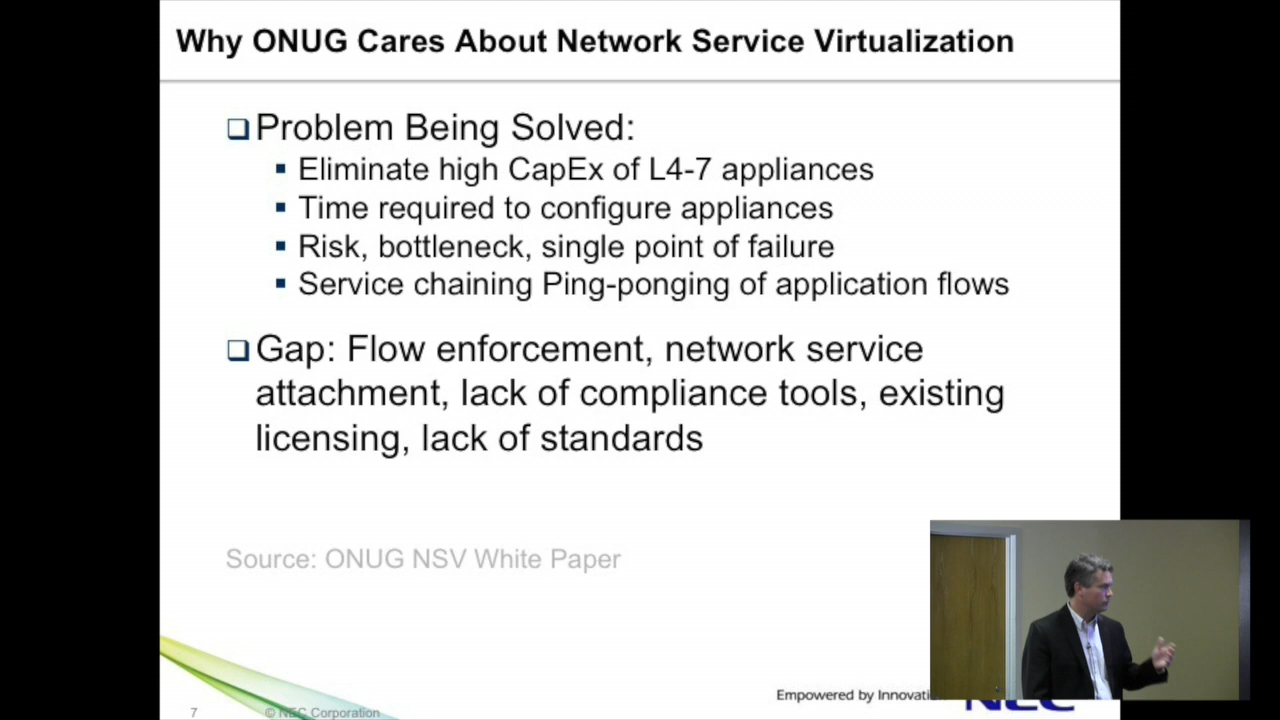 Why ONUG Cares About Network Service Virtualization
Problem Being Solved:
Eliminate high CapEx of L4-7 appliances
Time required to configure appliances
Risk, bottleneck, single point of failure
Service chaining Ping-ponging of application flows
Gap: Flow enforcement, network service
attachment, lack of compliance tools, existing
licensing, lack of standards
Source: ONUG NSV White Paper
Empowered by
NEC
7 © NEC Corporation